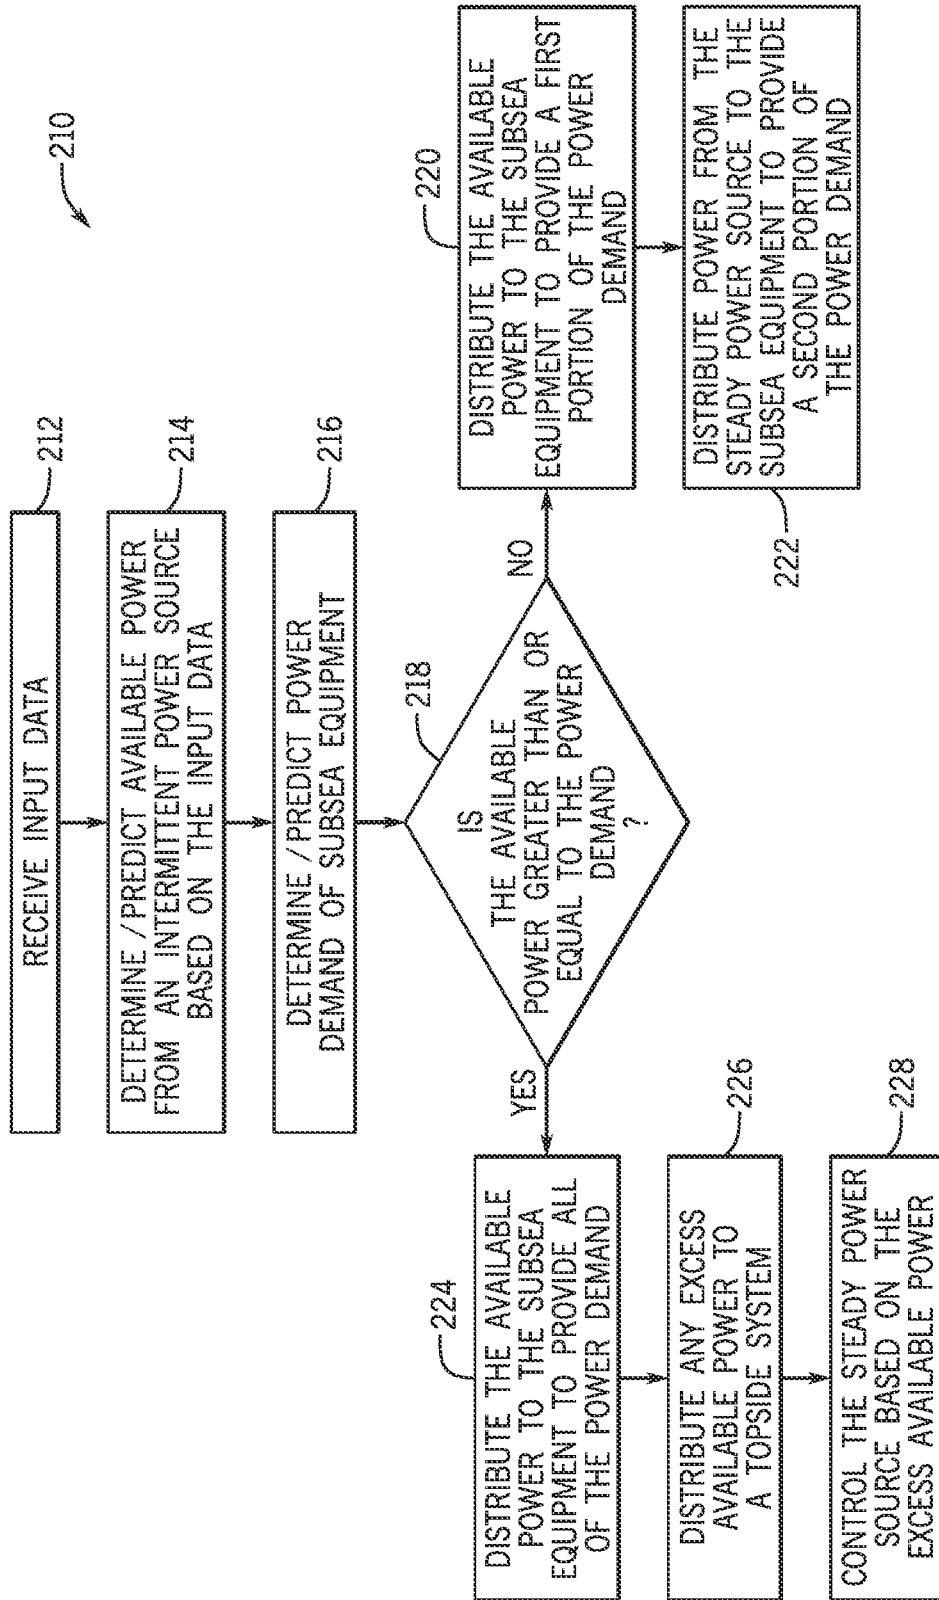 210
RECEIVE INPUT DATA
212
DETERMINE / PREDICT AVAILABLE POWER
FROM AN INTERMITTENT POWER SOURCE
BASED ON THE INPUT DATA
214
DETERMINE / PREDICT POWER
DEMAND OF SUBSEA EQUIPMENT
216
IS
THE AVAILABLE
POWER GREATER THAN OR
EQUAL TO THE POWER
DEMAND
?
218
NO
220
DISTRIBUTE THE AVAILABLE
POWER TO THE SUBSEA
EQUIPMENT TO PROVIDE A FIRST
PORTION OF THE POWER
DEMAND
DISTRIBUTE POWER FROM THE
STEADY POWER SOURCE TO THE
SUBSEA EQUIPMENT TO PROVIDE
A SECOND PORTION OF
THE POWER DEMAND
222
YES
224
DISTRIBUTE THE AVAILABLE
POWER TO THE SUBSEA
EQUIPMENT TO PROVIDE ALL
OF THE POWER DEMAND
DISTRIBUTE ANY EXCESS
AVAILABLE POWER TO
A TOPSIDE SYSTEM
226
CONTROL THE STEADY POWER
SOURCE BASED ON THE
EXCESS AVAILABLE POWER
228